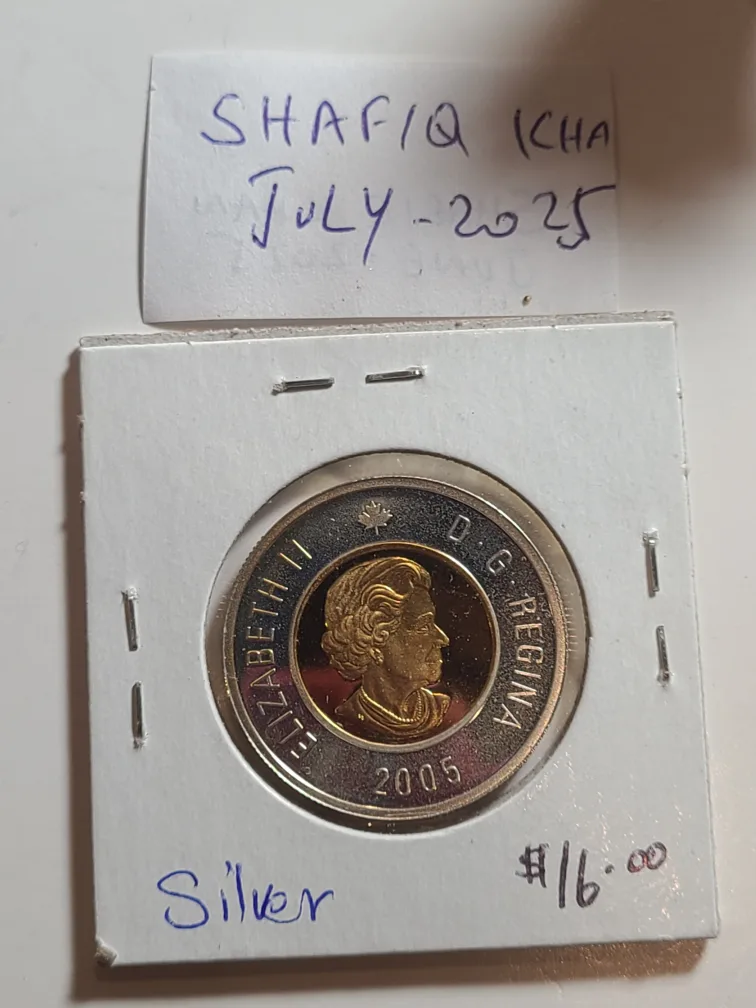 SHAFIQ KHA
JULY-2025
ELIZABETH II D·G·REGINA
2005
Silver
$16.00